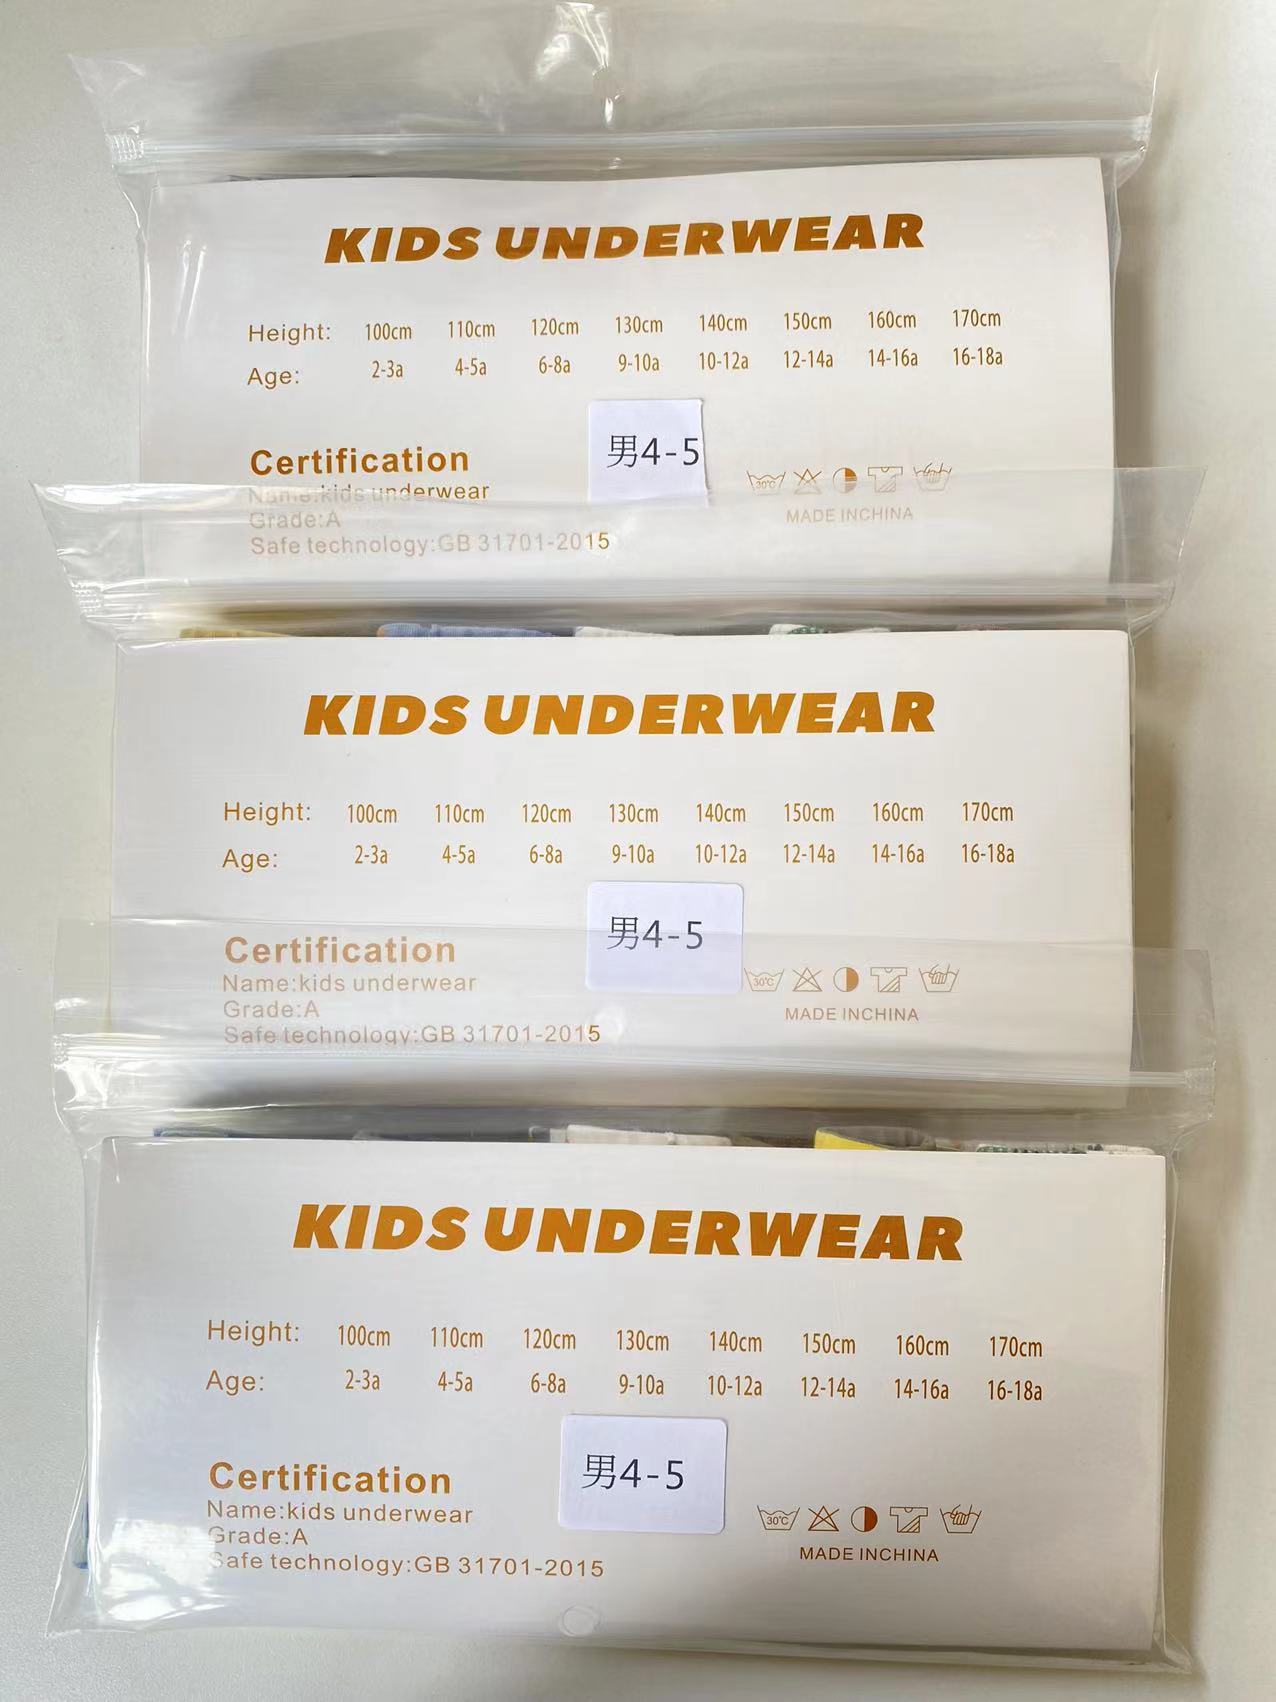 KIDS UNDERWEAR
Height: 100cm 110cm 120cm 130cm 140cm 150cm 160cm 170cm
Age: 2-3a 4-5a 6-8a 9-10a 10-12a 12-14a 14-16a 16-18a
男4-5
Certification
Name:kids underwear
Grade:A
Safe technology:GB 31701-2015
30℃
MADE INCHINA
KIDS UNDERWEAR
Height: 100cm 110cm 120cm 130cm 140cm 150cm 160cm 170cm
Age: 2-3a 4-5a 6-8a 9-10a 10-12a 12-14a 14-16a 16-18a
男4-5
Certification
Name:kids underwear
Grade:A
Safe technology:GB 31701-2015
30℃
MADE INCHINA
KIDS UNDERWEAR
Height: 100cm 110cm 120cm 130cm 140cm 150cm 160cm 170cm
Age: 2-3a 4-5a 6-8a 9-10a 10-12a 12-14a 14-16a 16-18a
男4-5
Certification
Name:kids underwear
Grade:A
Safe technology:GB 31701-2015
30℃
MADE INCHINA